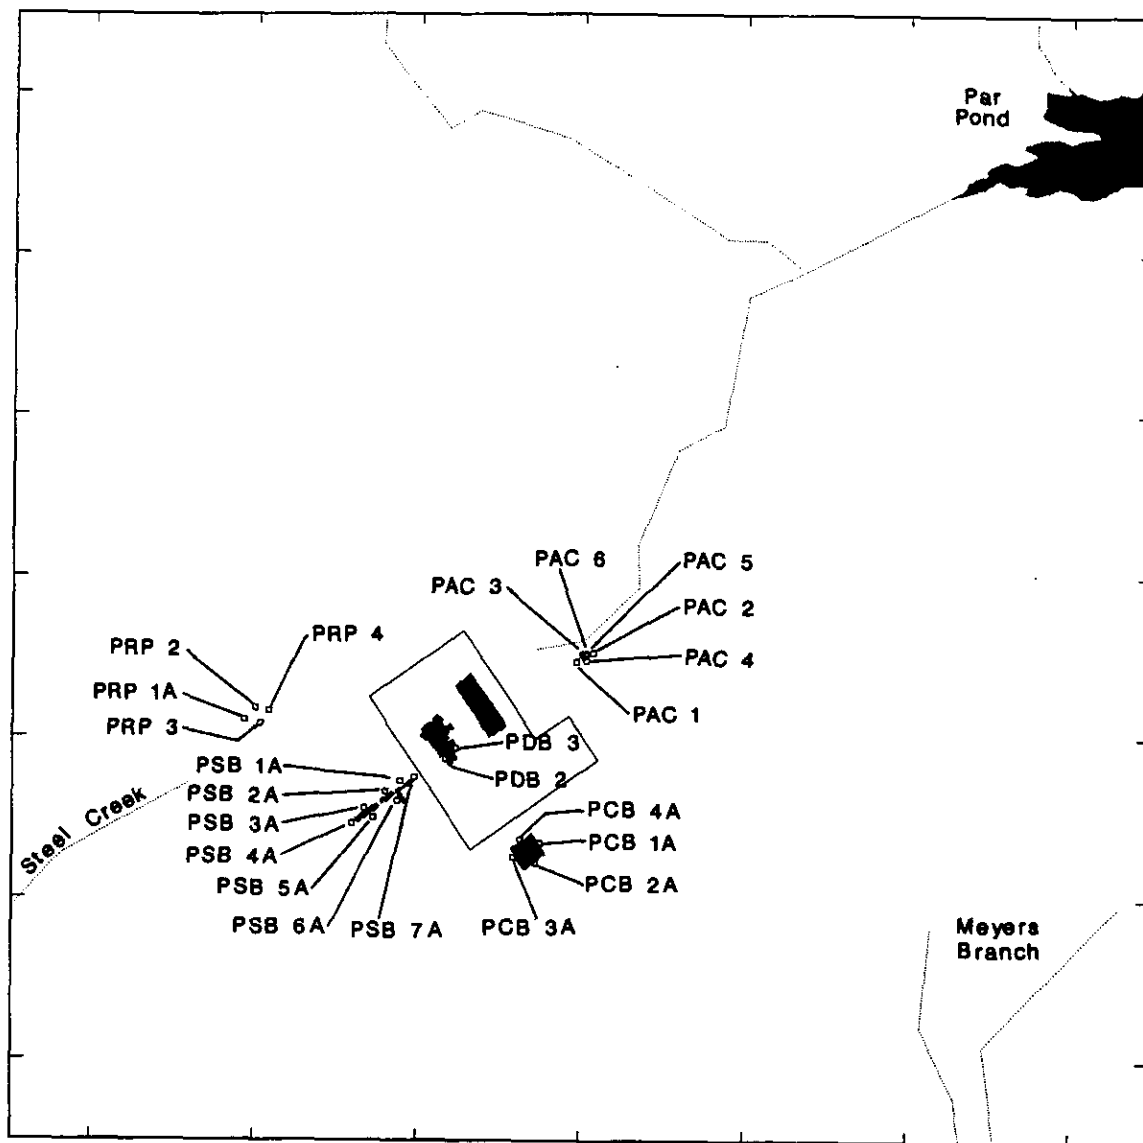 Par
Pond
PAC 6
PAC 5
PAC 3
PAC 2
PRP 4
PRP 2
PAC 4
PRP 1A
PAC 1
PRP 3
PDB 3
PSB 1A
PDB 2
PSB 2A
PCB 4A
PSB 3A
Steel Creek
PCB 1A
PSB 4A
PCB 2A
PSB 5A
PSB 6A
PSB 7A
PCB 3A
Meyers
Branch